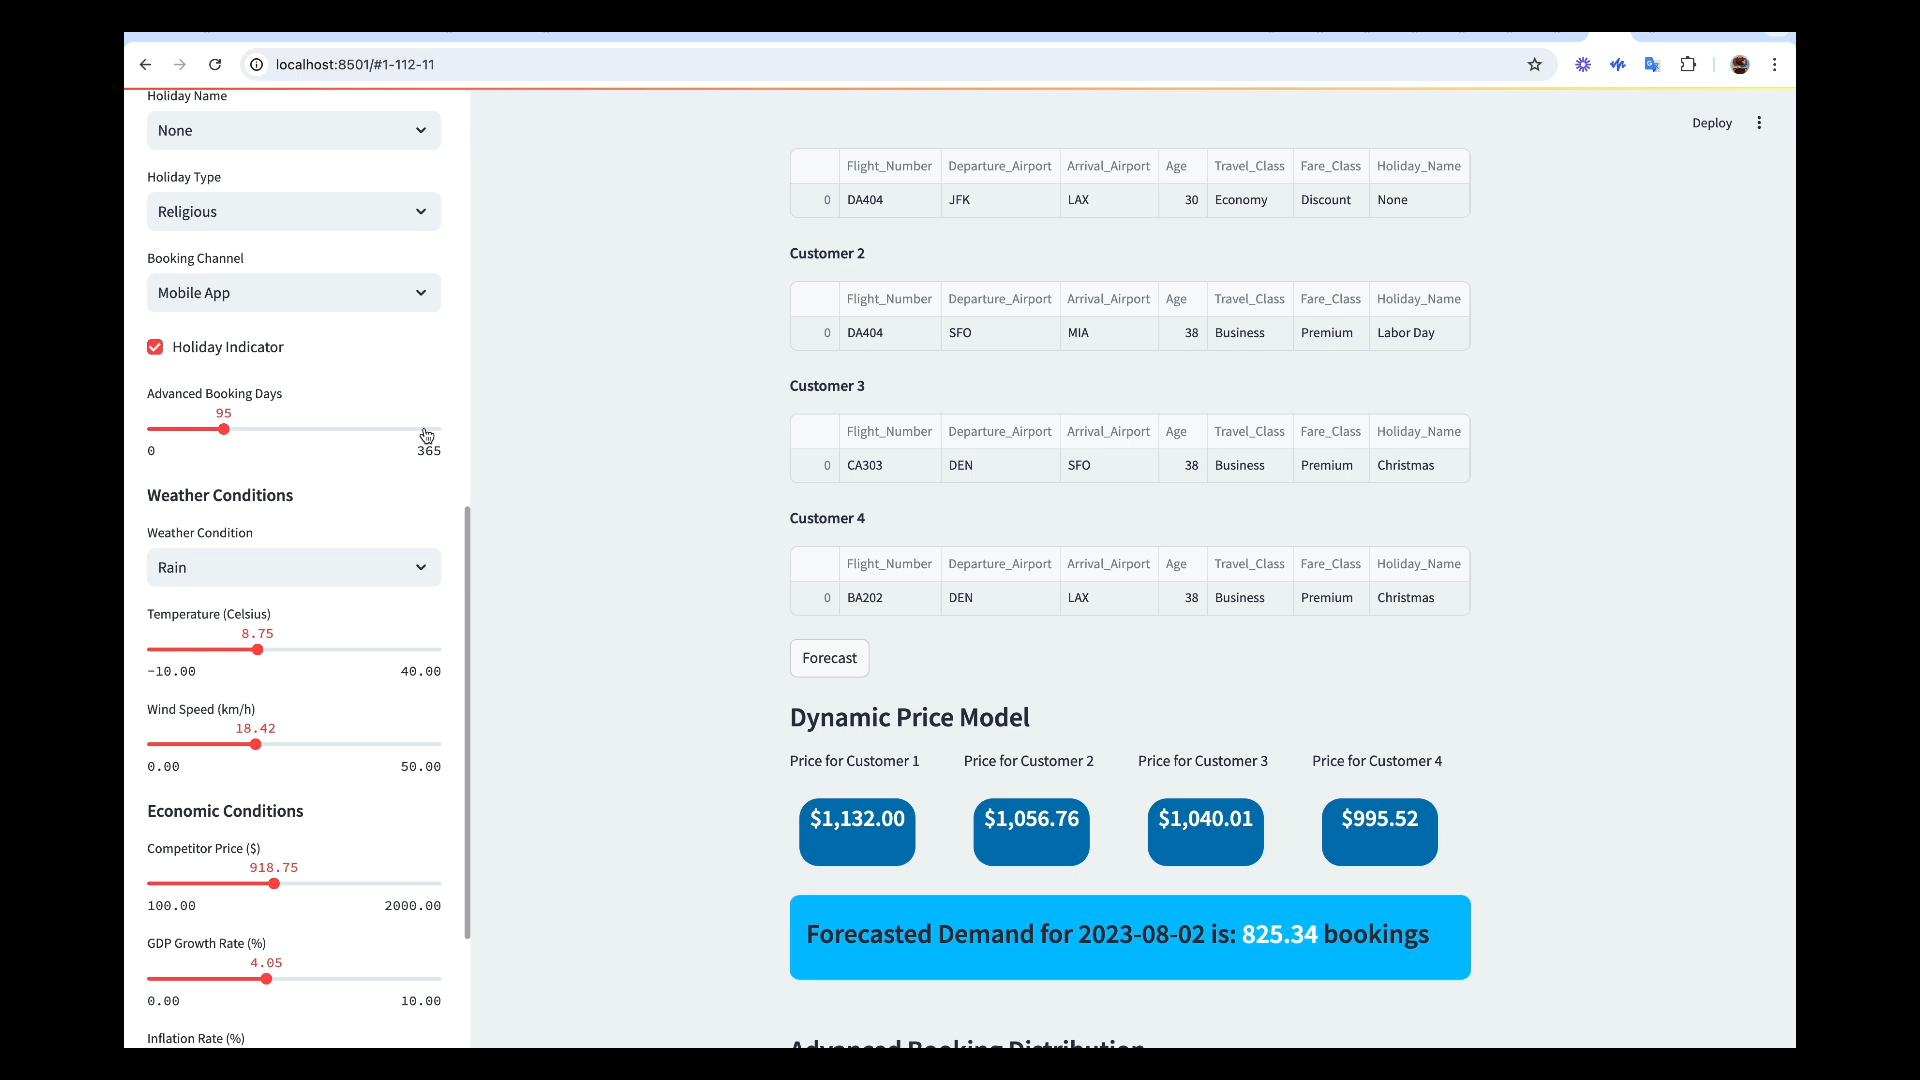 localhost:8501/#1-112-11
Deploy
Holiday Name
None
Holiday Type
Religious
Booking Channel
Mobile App
Holiday Indicator
Advanced Booking Days
95
0 365
Weather Conditions
Weather Condition
Rain
Temperature (Celsius)
8.75
-10.00 40.00
Wind Speed (km/h)
18.42
0.00 50.00
Economic Conditions
Competitor Price ($)
918.75
100.00 2000.00
GDP Growth Rate (%)
4.05
0.00 10.00
Inflation Rate (%)
Flight_Number Departure_Airport Arrival_Airport Age Travel_Class Fare_Class Holiday_Name
0 DA404 JFK LAX 30 Economy Discount None
Customer 2
Flight_Number Departure_Airport Arrival_Airport Age Travel_Class Fare_Class Holiday_Name
0 DA404 SFO MIA 38 Business Premium Labor Day
Customer 3
Flight_Number Departure_Airport Arrival_Airport Age Travel_Class Fare_Class Holiday_Name
0 CA303 DEN SFO 38 Business Premium Christmas
Customer 4
Flight_Number Departure_Airport Arrival_Airport Age Travel_Class Fare_Class Holiday_Name
0 BA202 DEN LAX 38 Business Premium Christmas
Forecast
Dynamic Price Model
Price for Customer 1 Price for Customer 2 Price for Customer 3 Price for Customer 4
$1,132.00 $1,056.76 $1,040.01 $995.52
Forecasted Demand for 2023-08-02 is: 825.34 bookings
Advanced Booking Distribution